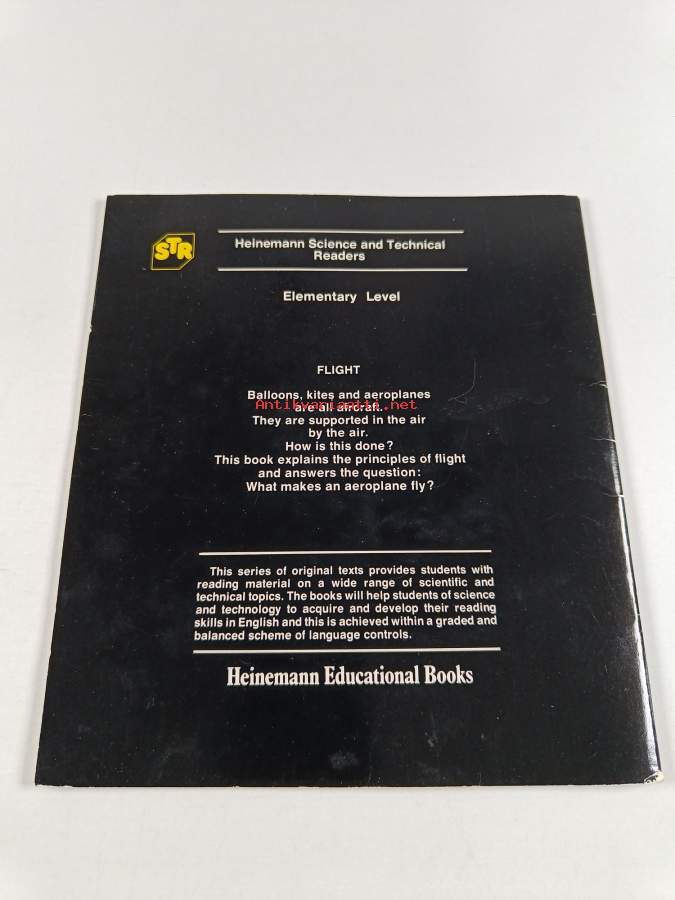 STR
Heinemann Science and Technical
Readers
Elementary Level
FLIGHT
Balloons, kites and aeroplanes
are all aircraft.
Antikvariaatti.net
They are supported in the air
by the air.
How is this done?
This book explains the principles of flight
and answers the question:
What makes an aeroplane fly?
This series of original texts provides students with
reading material on a wide range of scientific and
technical topics. The books will help students of science
and technology to acquire and develop their reading
skills in English and this is achieved within a graded and
balanced scheme of language controls.
Heinemann Educational Books